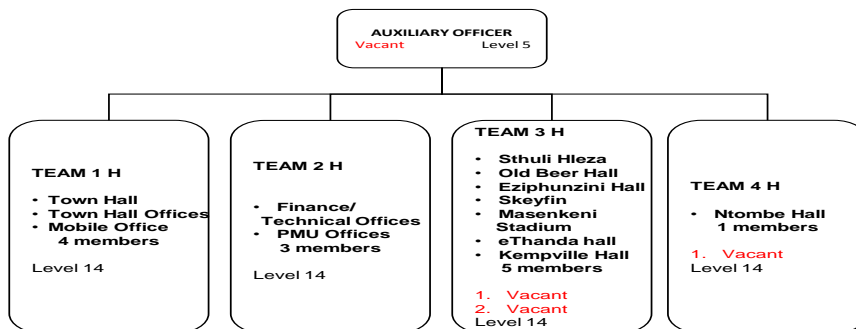 AUXILIARY OFFICER
Vacant Level 5
TEAM 1 H
• Town Hall
• Town Hall Offices
• Mobile Office
4 members
Level 14
TEAM 2 H
• Finance/
Technical Offices
• PMU Offices
3 members
Level 14
TEAM 3 H
• Sthuli Hleza
• Old Beer Hall
• Eziphunzini Hall
• Skeyfin
• Masenkeni
Stadium
• eThanda hall
• Kempville Hall
5 members
1. Vacant
2. Vacant
Level 14
TEAM 4 H
• Ntombe Hall
1 members
1. Vacant
Level 14